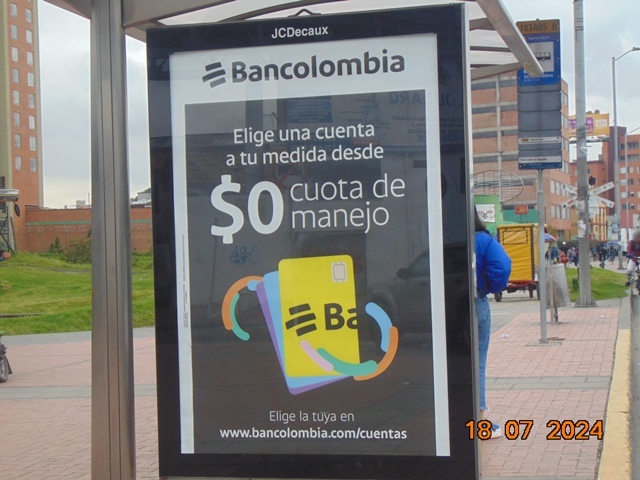 JCDecaux
Bancolombia
Elige una cuenta
a tu medida desde
$0 cuota de
manejo
Ba
Elige la tuya en
www.bancolombia.com/cuentas
18 07 2024